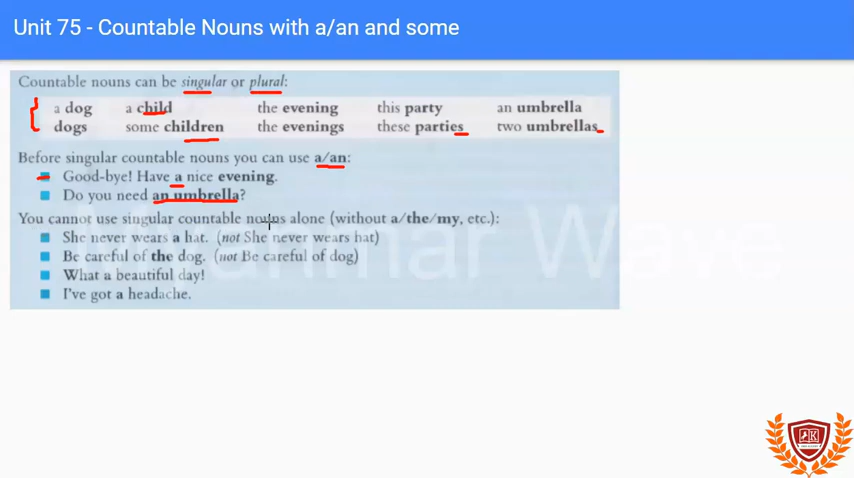 Unit 75 - Countable Nouns with a/an and some
Countable nouns can be singular or plural:
a dog a child the evening this party an umbrella
dogs some children the evenings these parties two umbrellas
Before singular countable nouns you can use a/an:
Good-bye! Have a nice evening.
Do you need an umbrella?
You cannot use singular countable nouns alone (without a/the/my, etc.):
She never wears a hat. (not She never wears hat)
Be careful of the dog. (not Be careful of dog)
What a beautiful day!
I've got a headache.
Myanmar Wave